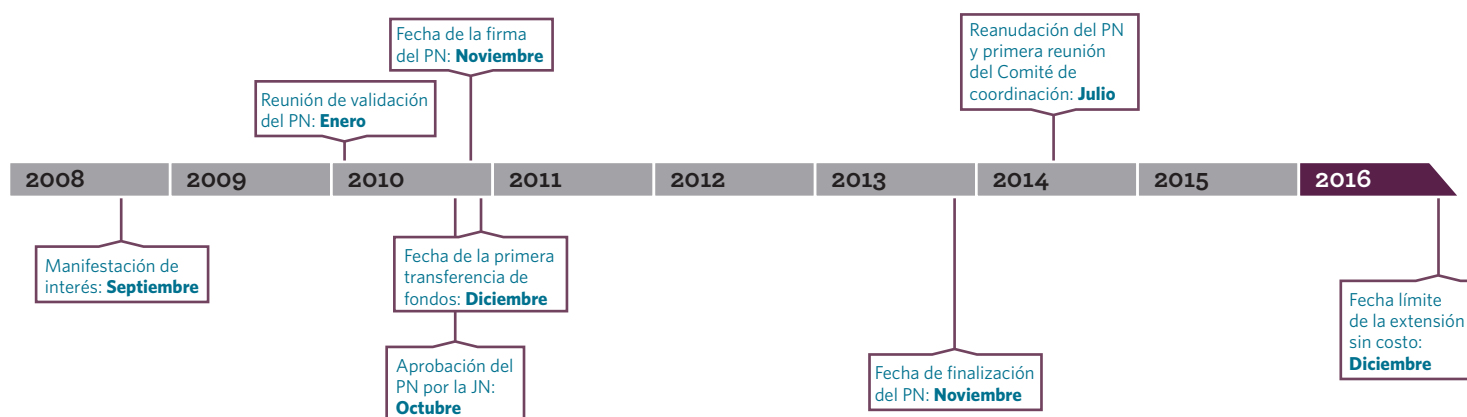 Fecha de la firma
del PN: Noviembre
Reanudación del PN
y primera reunión
del Comité de
coordinación: Julio
Reunión de validación
del PN: Enero
2008
2009
2010
2011
2012
2013
2014
2015
2016
Manifestación de
interés: Septiembre
Fecha de la primera
transferencia de
fondos: Diciembre
Fecha límite
de la extensión
sin costo:
Diciembre
Aprobación del
PN por la JN:
Octubre
Fecha de finalización
del PN: Noviembre